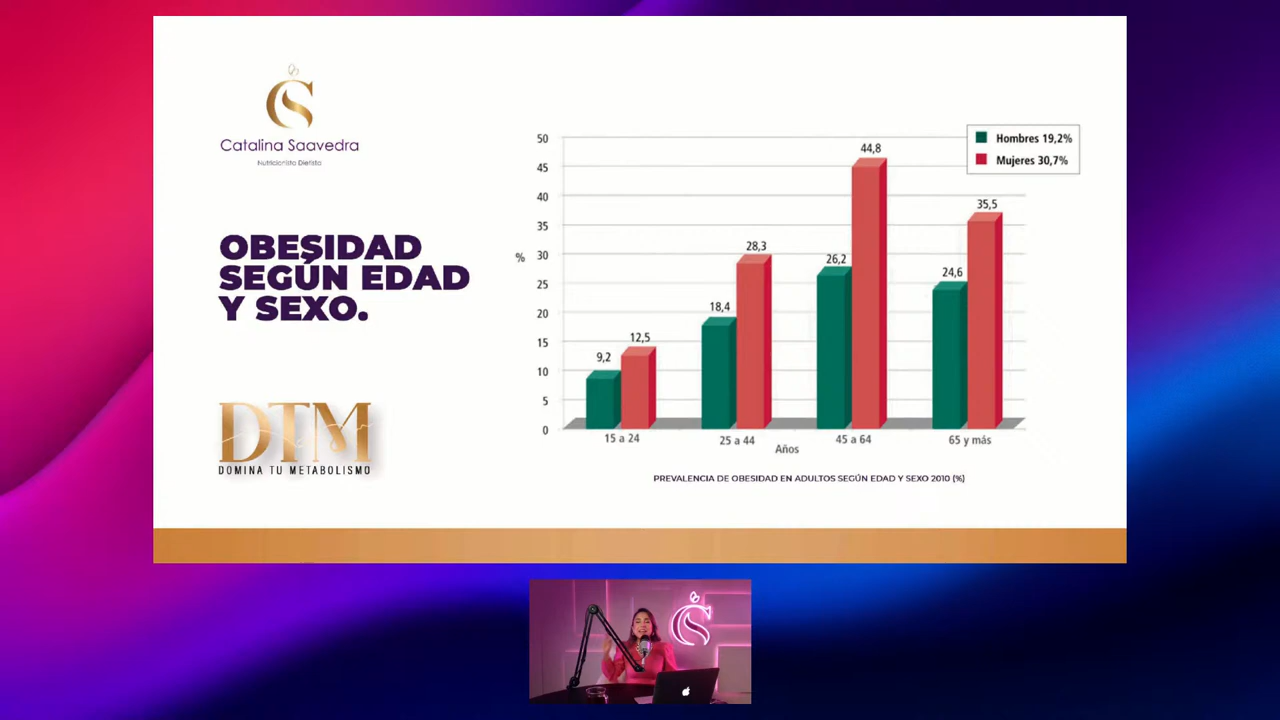 Catalina Saavedra
Nutricionista Dietista
OBESIDAD
SEGÚN EDAD
Y SEXO.
DTM
DOMINA TU METABOLISMO
Hombres 19,2%
Mujeres 30,7%
%
50
45
40
35
30
25
20
15
10
5
0
9,2
12,5
18,4
28,3
26,2
44,8
24,6
35,5
15 a 24
25 a 44
45 a 64
65 y más
Años
PREVALENCIA DE OBESIDAD EN ADULTOS SEGÚN EDAD Y SEXO 2010 (%)